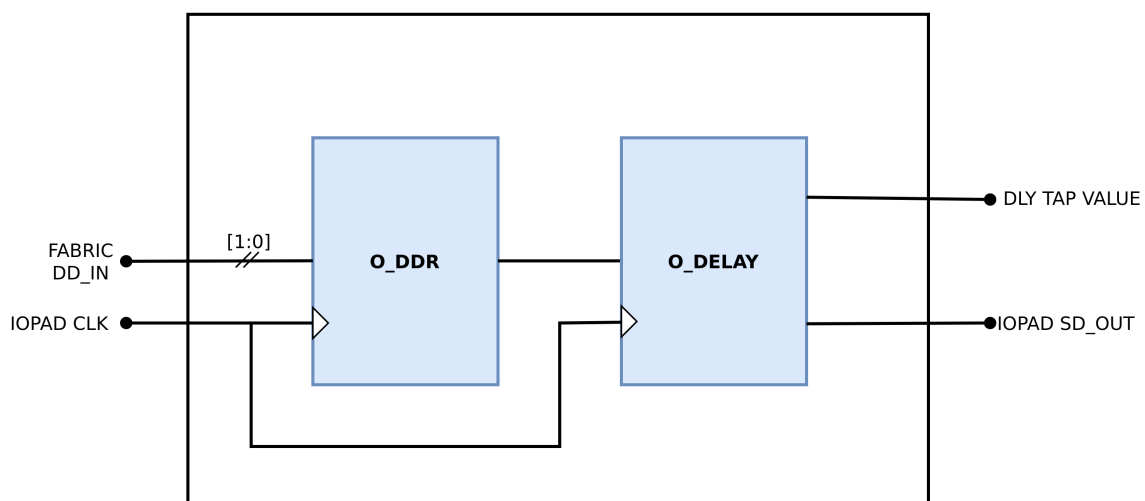 [1:0]
FABRIC
DD_IN
IOPAD CLK
O_DDR
O_DELAY
DLY TAP VALUE
IOPAD SD_OUT